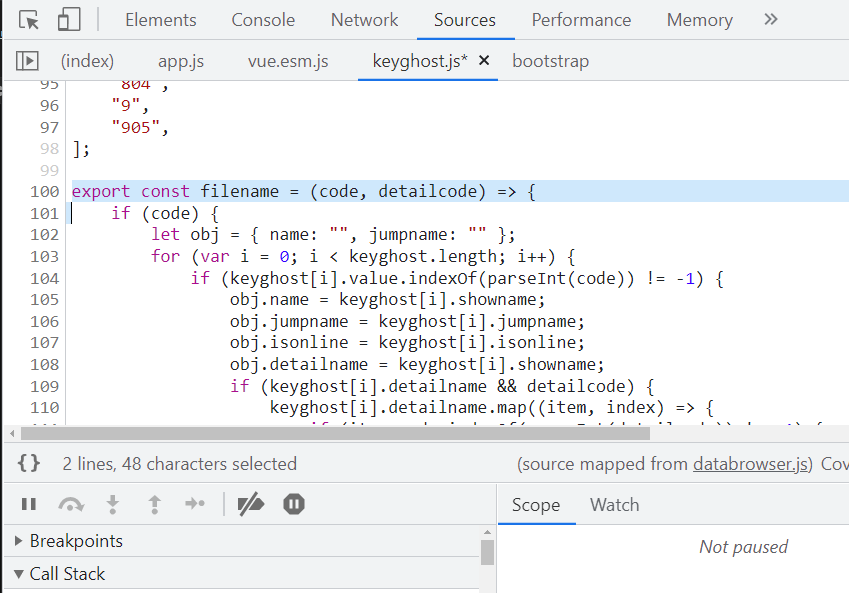 Elements Console Network Sources Performance Memory »
(index) app.js vue.esm.js keyghost.js* × bootstrap
95 "804",
96 "9",
97 "905",
98 ];
99
100 export const filename = (code, detailcode) => {
101 if (code) {
102 let obj = { name: "", jumpname: "" };
103 for (var i = 0; i < keyghost.length; i++) {
104 if (keyghost[i].value.indexOf(parseInt(code)) != -1) {
105 obj.name = keyghost[i].showname;
106 obj.jumpname = keyghost[i].jumpname;
107 obj.isonline = keyghost[i].isonline;
108 obj.detailname = keyghost[i].showname;
109 if (keyghost[i].detailname && detailcode) {
110 keyghost[i].detailname.map((item, index) => {
{} 2 lines, 48 characters selected (source mapped from databrowser.js) Cov
Scope Watch
Breakpoints
Not paused
Call Stack